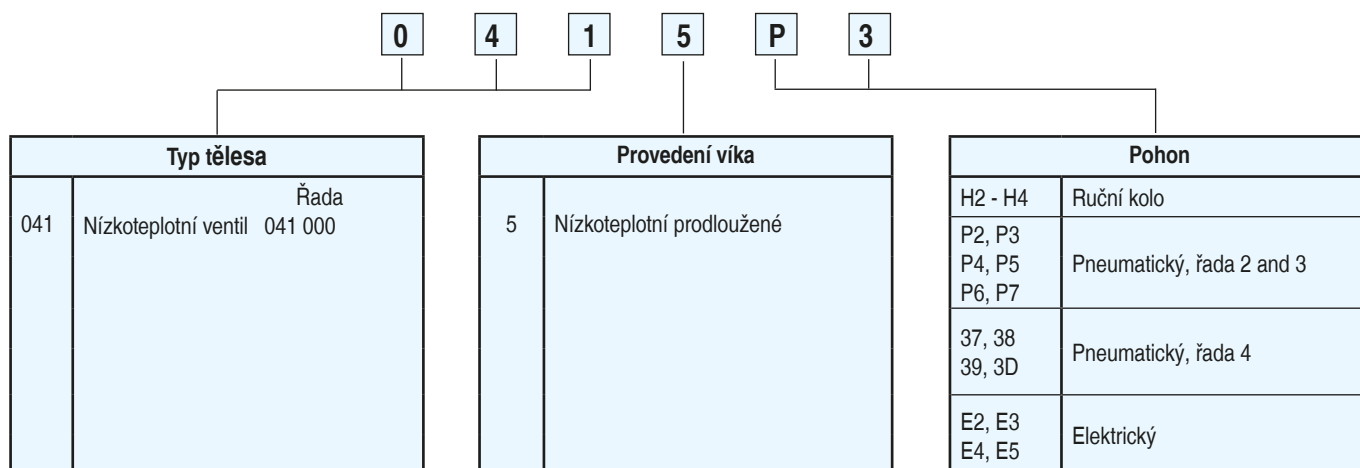 0 4 1 5 P 3
Typ tělesa
Řada
041 Nízkoteplotní ventil 041 000
Provedení víka
5 Nízkoteplotní prodloužené
Pohon
H2 - H4 Ruční kolo
P2, P3
P4, P5 Pneumatický, řada 2 and 3
P6, P7
37, 38
39, 3D
Pneumatický, řada 4
E2, E3
E4, E5
Elektrický